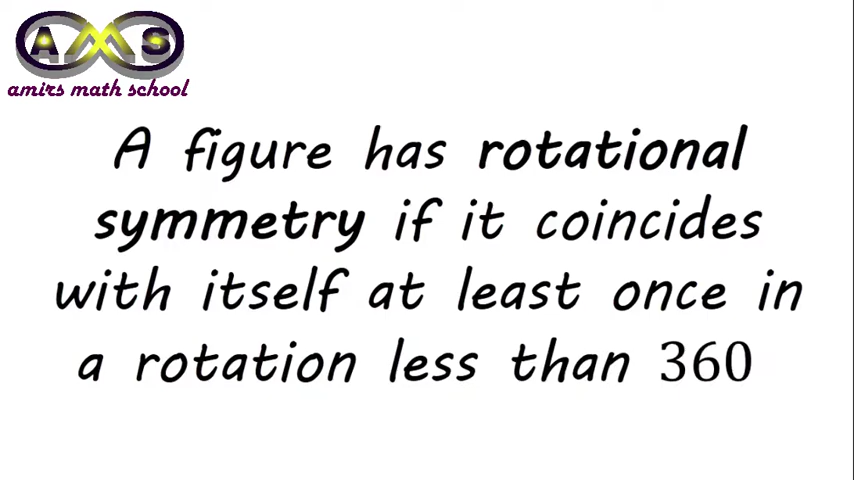 AMS
amirs math school
A figure has rotational
symmetry if it coincides
with itself at least once in
a rotation less than 360